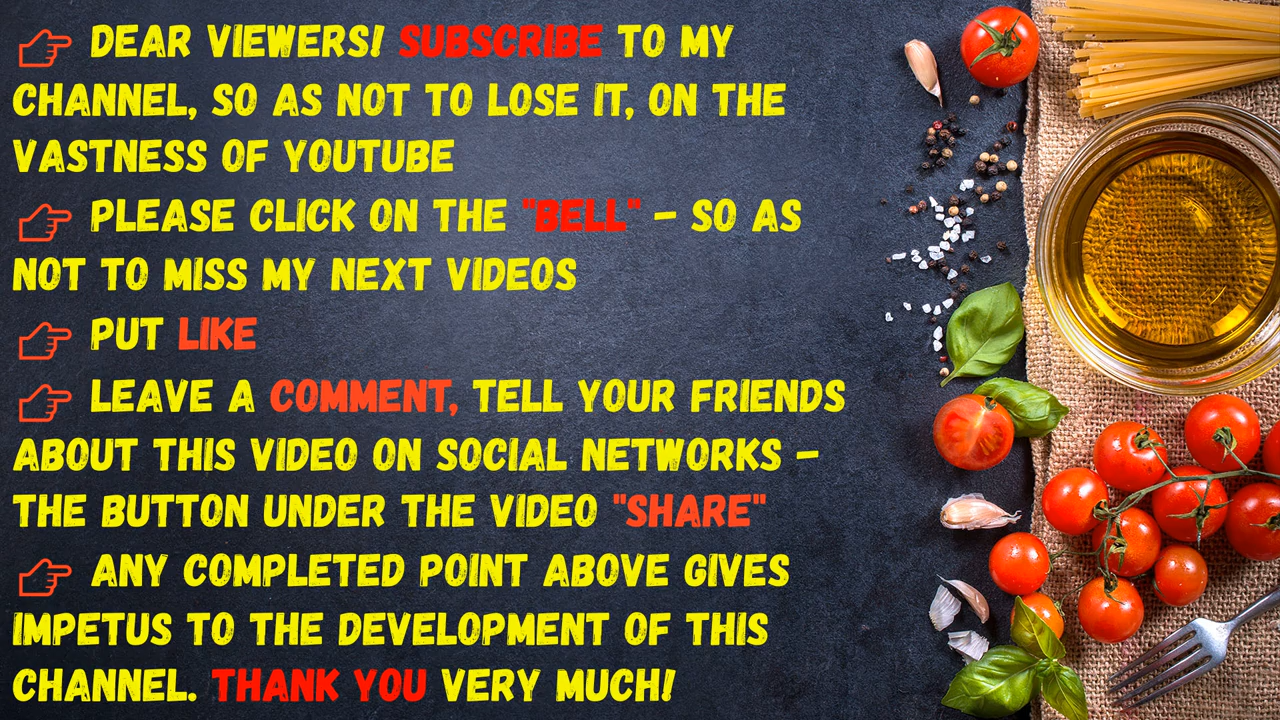 DEAR VIEWERS! SUBSCRIBE TO MY
CHANNEL, SO AS NOT TO LOSE IT, ON THE
VASTNESS OF YOUTUBE
PLEASE CLICK ON THE "BELL" - SO AS
NOT TO MISS MY NEXT VIDEOS
PUT LIKE
LEAVE A COMMENT, TELL YOUR FRIENDS
ABOUT THIS VIDEO ON SOCIAL NETWORKS -
THE BUTTON UNDER THE VIDEO "SHARE"
ANY COMPLETED POINT ABOVE GIVES
IMPETUS TO THE DEVELOPMENT OF THIS
CHANNEL. THANK YOU VERY MUCH!